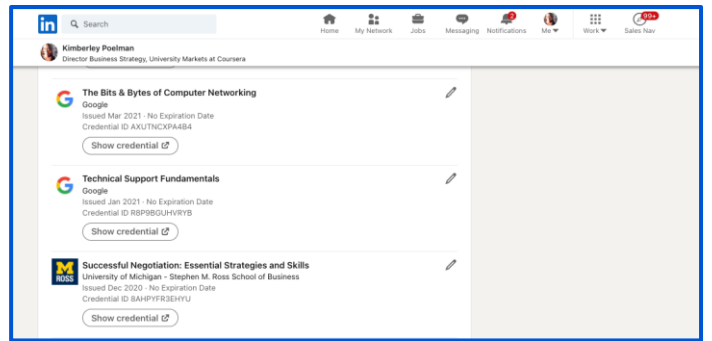 in
Search
Home
My Network
Jobs
Messaging
2
Notifications
Me
Work
99+
Sales Nav
Kimberley Poelman
Director Business Strategy, University Markets at Coursera
The Bits & Bytes of Computer Networking
Google
Issued Mar 2021 · No Expiration Date
Credential ID AXUTNCXPA4B4
Show credential
Technical Support Fundamentals
Google
Issued Jan 2021 · No Expiration Date
Credential ID R8P9BGUHVRYB
Show credential
M
ROSS
Successful Negotiation: Essential Strategies and Skills
University of Michigan - Stephen M. Ross School of Business
Issued Dec 2020 · No Expiration Date
Credential ID 8AHPYFR3EHYU
Show credential